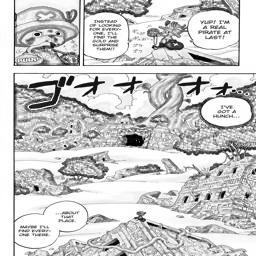 YUP! I'M A
REAL
PIRATE AT
LAST!
INSTEAD OF
LOOKING
FOR EVERY-
ONE, I'LL
FIND THE
GOLD AND
SURPRISE
THEM!!
ゴオオオ
I'VE
GOT A
HUNCH...
...ABOUT
THAT
PLACE.
MAYBE I'LL
FIND EVERY-
ONE THERE.